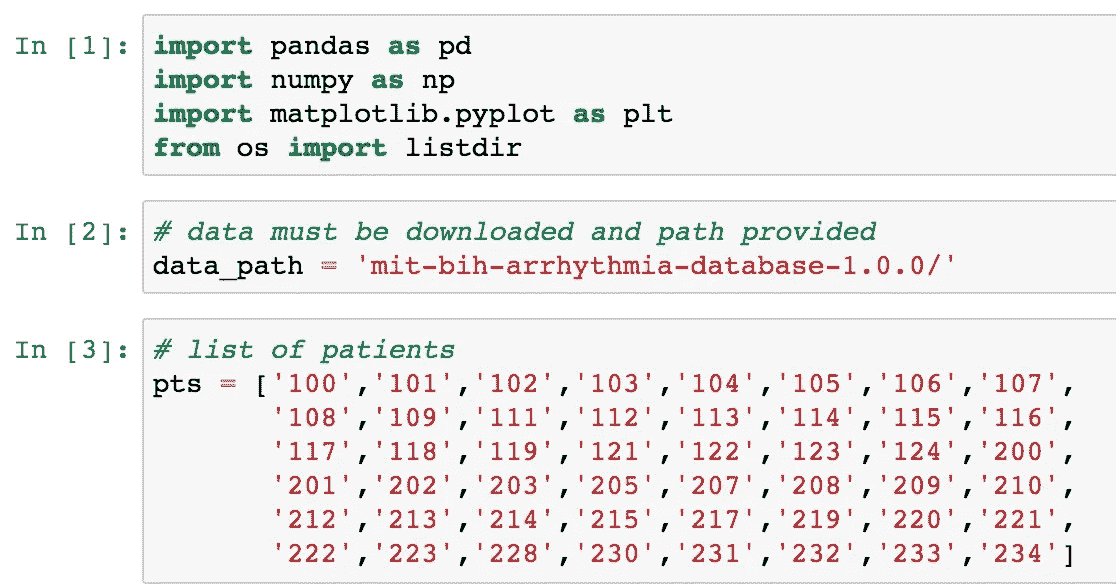 In [1]: import pandas as pd
import numpy as np
import matplotlib.pyplot as plt
from os import listdir
In [2]: # data must be downloaded and path provided
data_path = 'mit-bih-arrhythmia-database-1.0.0/'
In [3]: # list of patients
pts = ['100','101','102','103','104','105','106','107',
'108','109','111','112','113','114','115','116',
'117','118','119','121','122','123','124','200',
'201','202','203','205','207','208','209','210',
'212','213','214','215','217','219','220','221',
'222','223','228','230','231','232','233','234']